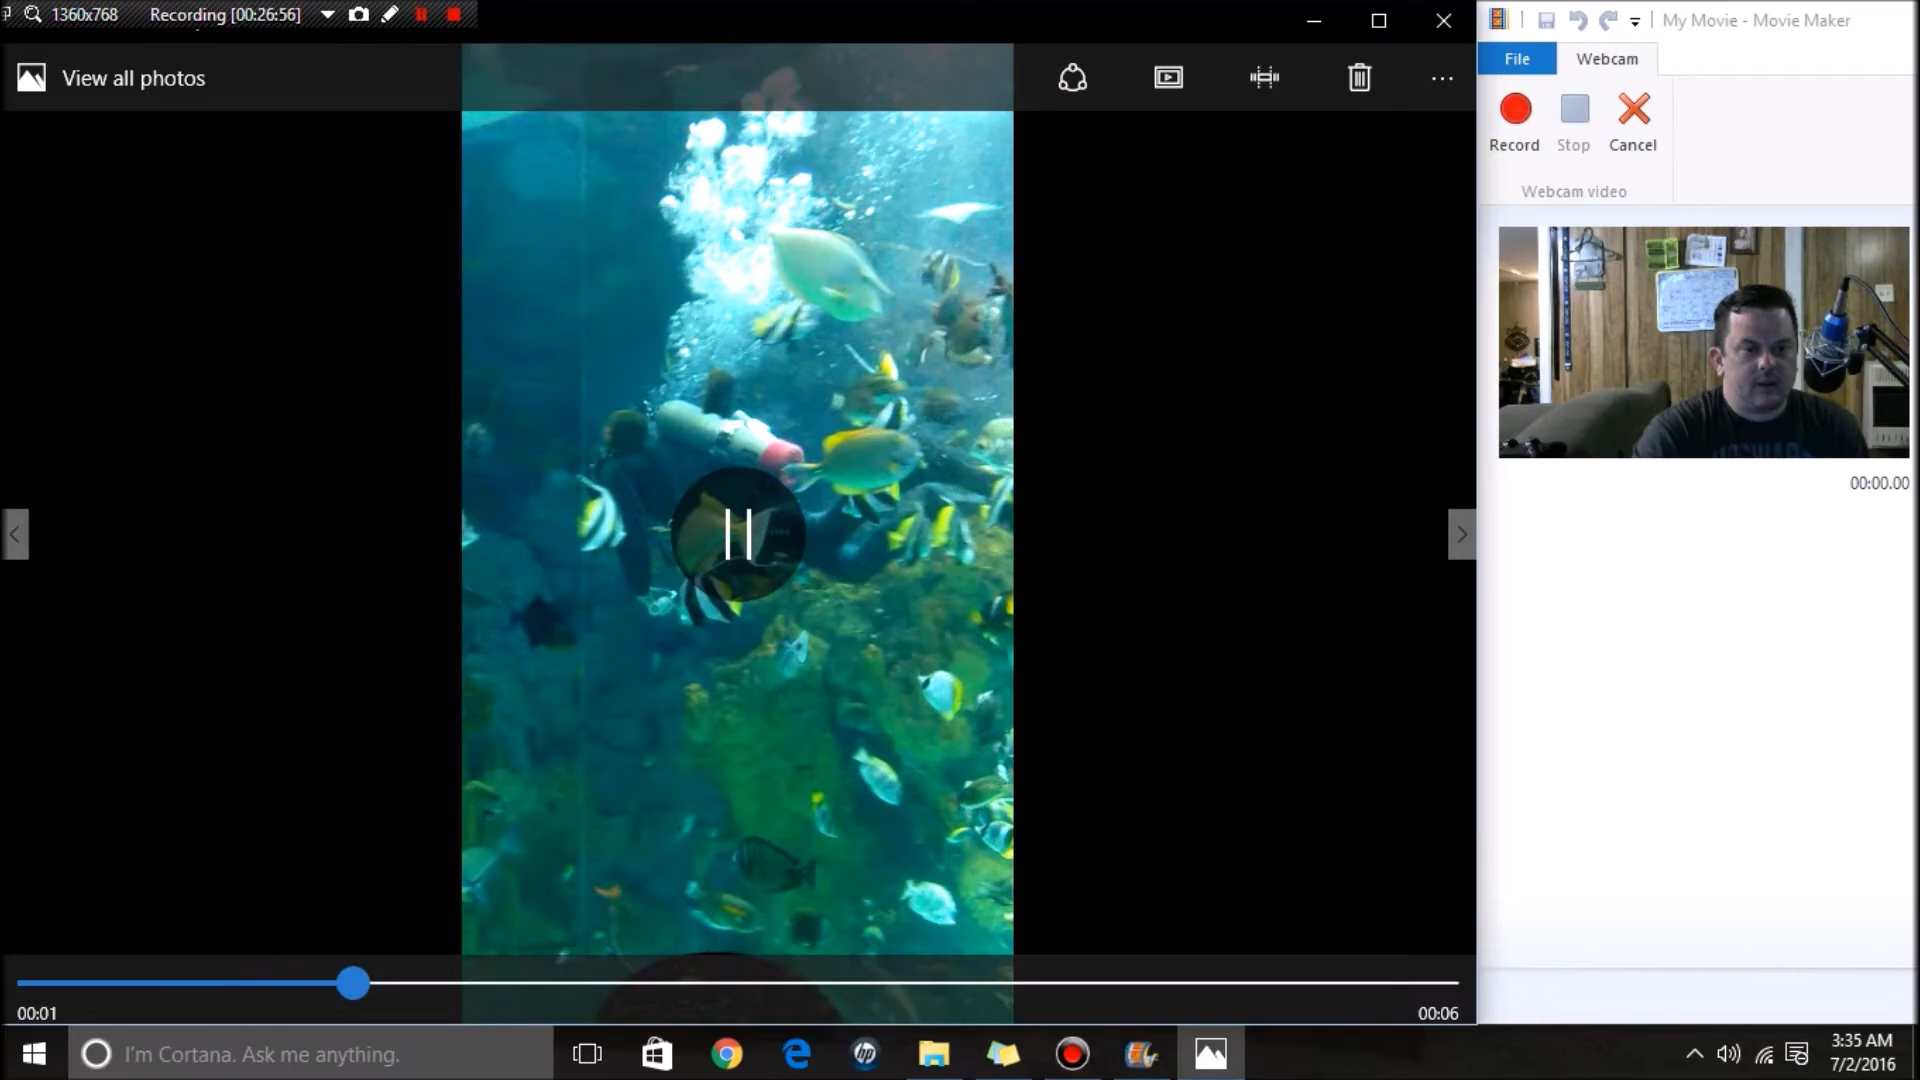 1360x768 Recording [00:26:56]
View all photos
My Movie - Movie Maker
File Webcam
Record Stop Cancel
Webcam video
00:00.00
00:01
00:06
I'm Cortana. Ask me anything.
3:35 AM
7/2/2016